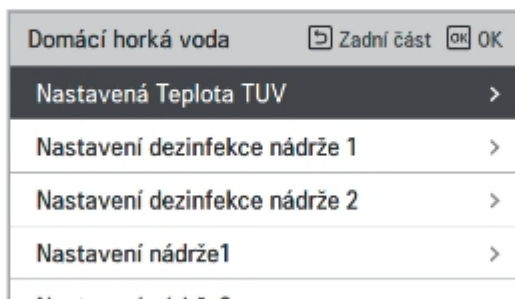 Domácí horká voda Zadní část OK OK
Nastavená Teplota TUV >
Nastavení dezinfekce nádrže 1 >
Nastavení dezinfekce nádrže 2 >
Nastavení nádrže1 >